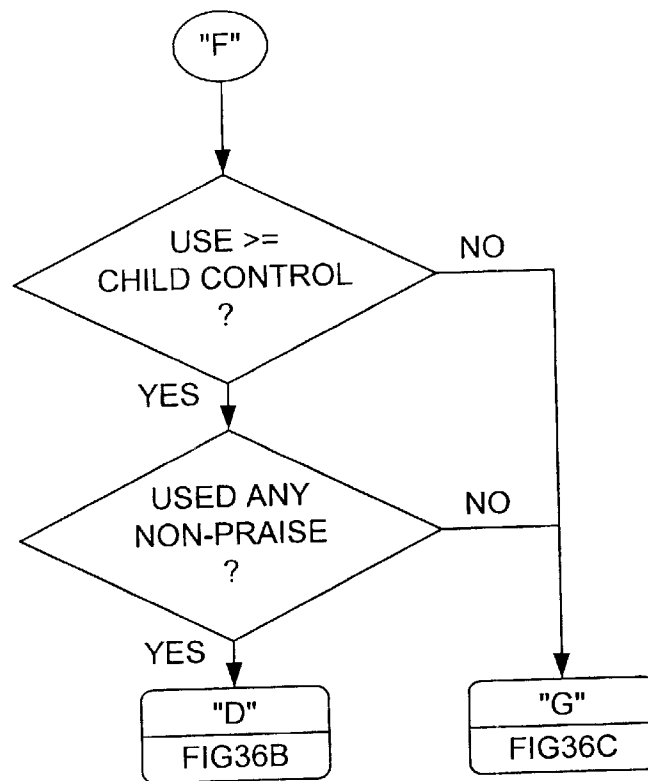 "F"
USE >=
CHILD CONTROL
?
NO
YES
USED ANY
NON-PRAISE
?
NO
YES
"D"
FIG36B
"G"
FIG36C